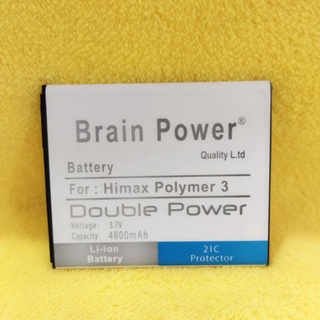 Brain Power®
Quality L.td
Battery
For : Himax Polymer 3
Double Power
Voltage: 3.7V
Capacity: 4800mAh
Li-ion Battery
2IC Protector